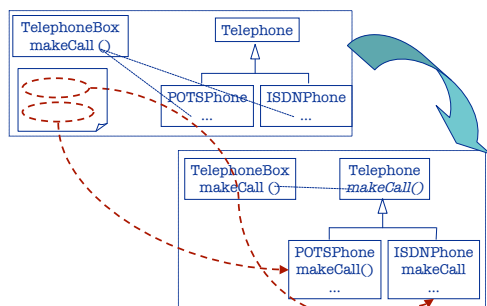 TelephoneBox
makeCall ()
Telephone
POTSPhone
...
ISDNPhone
...
TelephoneBox
makeCall ()
Telephone
makeCall()
POTSPhone
makeCall()
...
ISDNPhone
makeCall
...